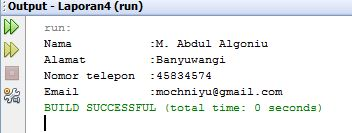 Output - Laporan4 (run)
run:
Nama :M. Abdul Algoniu
Alamat :Banyuwangi
Nomor telepon :45834574
Email :mochniyu@gmail.com
BUILD SUCCESSFUL (total time: 0 seconds)